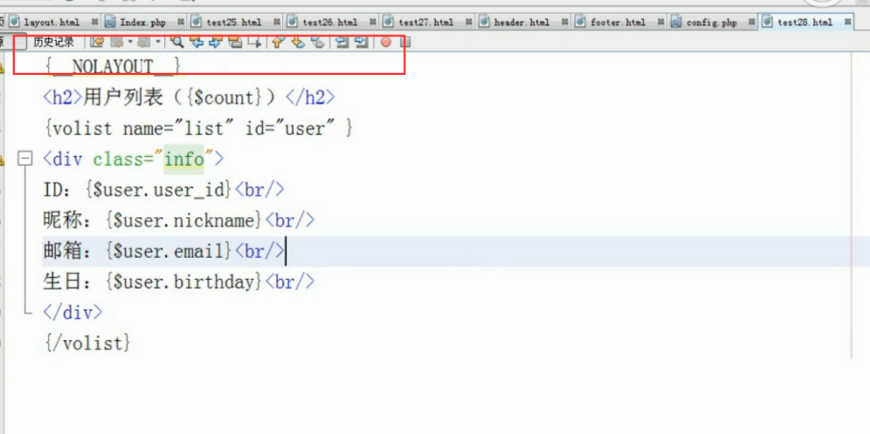 layout.html Index.php test25.html test26.html test27.html header.html footer.html config.php test28.html
历史记录
{__NOLAYOUT__}
<h2>用户列表（{$count}）</h2>
{volist name="list" id="user" }
<div class="info">
ID：{$user.user_id}<br/>
昵称：{$user.nickname}<br/>
邮箱：{$user.email}<br/>
生日：{$user.birthday}<br/>
</div>
{/volist}